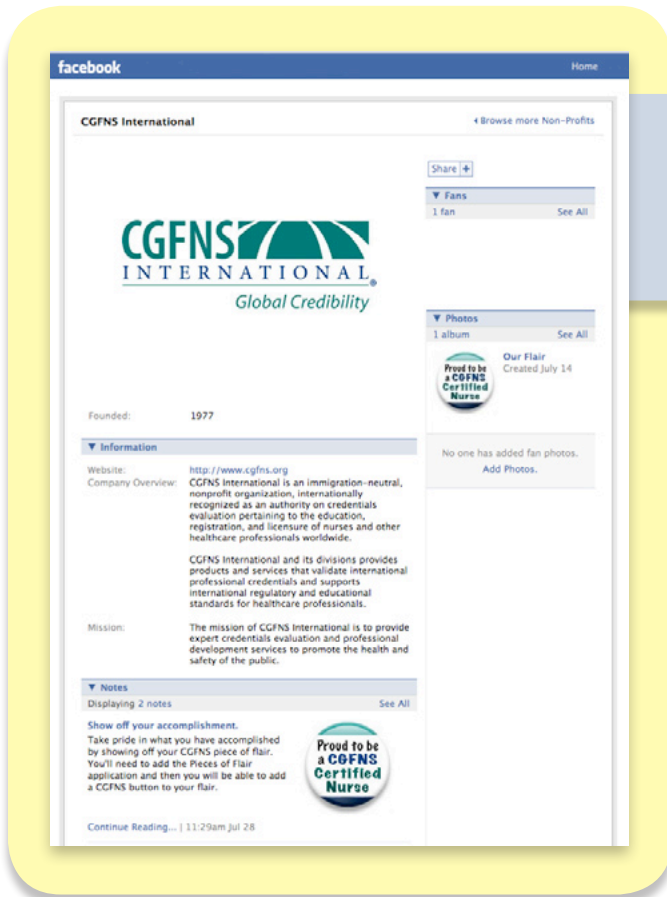 facebook
Home
CGFNS International
Browse more Non-Profits
CGFNS
INTERNATIONAL®
Global Credibility
Founded: 1977
Information
Website: http://www.cgfns.org
Company Overview: CGFNS International is an immigration-neutral,
nonprofit organization, internationally
recognized as an authority on credentials
evaluation pertaining to the education,
registration, and licensure of nurses and other
healthcare professionals worldwide.
CGFNS International and its divisions provides
products and services that validate international
professional credentials and supports
international regulatory and educational
standards for healthcare professionals.
Mission: The mission of CGFNS International is to provide
expert credentials evaluation and professional
development services to promote the health and
safety of the public.
Notes
Displaying 2 notes See All
Show off your accomplishment.
Take pride in what you have accomplished
by showing off your CGFNS piece of flair.
You'll need to add the Pieces of Flair
application and then you will be able to add
a CGFNS button to your flair.
Proud to be
a CGFNS
Certified
Nurse
Continue Reading... | 11:29am Jul 28
Share +
Fans
1 fan See All
Photos
1 album See All
Proud to be
a CGFNS
Certified
Nurse
Our Flair
Created July 14
No one has added fan photos.
Add Photos.